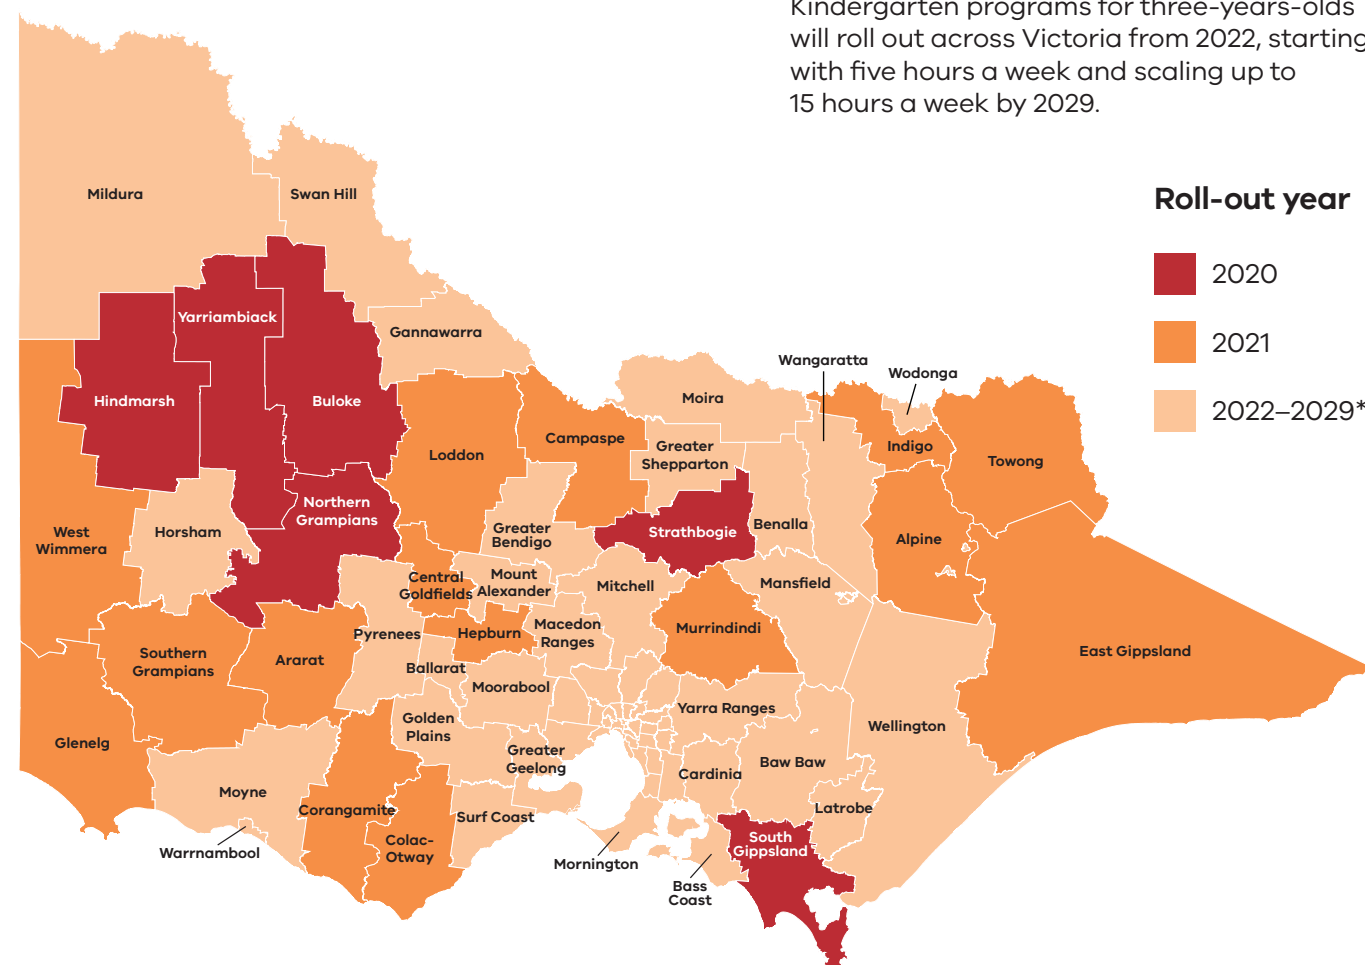 Kindergarten programs for three-years-olds
will roll out across Victoria from 2022, starting
with five hours a week and scaling up to
15 hours a week by 2029.
Roll-out year
2020
2021
2022–2029*
Mildura
Swan Hill
Yarriambiack
Gannawarra
Hindmarsh
Buloke
Wangaratta
Wodonga
Moira
Loddon
Campaspe
Greater
Shepparton
Indigo
Towong
West
Wimmera
Horsham
Northern
Grampians
Greater
Bendigo
Strathbogie
Benalla
Alpine
Central
Goldfields
Mount
Alexander
Mitchell
Mansfield
Pyrenees
Hepburn
Macedon
Ranges
Murrindindi
East Gippsland
Southern
Grampians
Ararat
Ballarat
Moorabool
Yarra Ranges
Wellington
Glenelg
Golden
Plains
Greater
Geelong
Cardinia
Baw Baw
Moyne
Corangamite
Surf Coast
Latrobe
Warrnambool
Colac-
Otway
Mornington
Bass
Coast
South
Gippsland